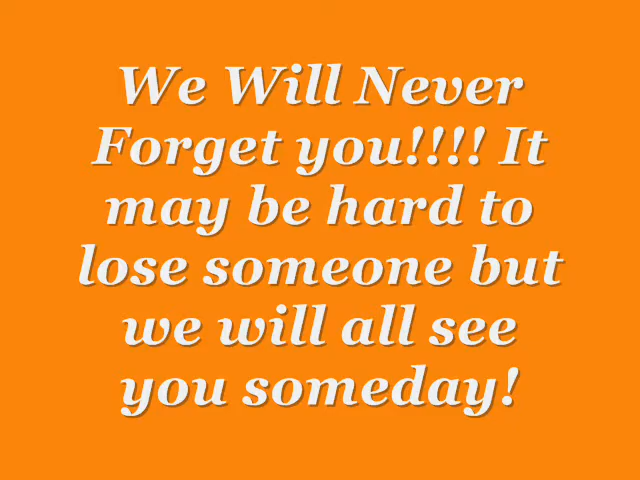 We Will Never
Forget you!!!! It
may be hard to
lose someone but
we will all see
you someday!